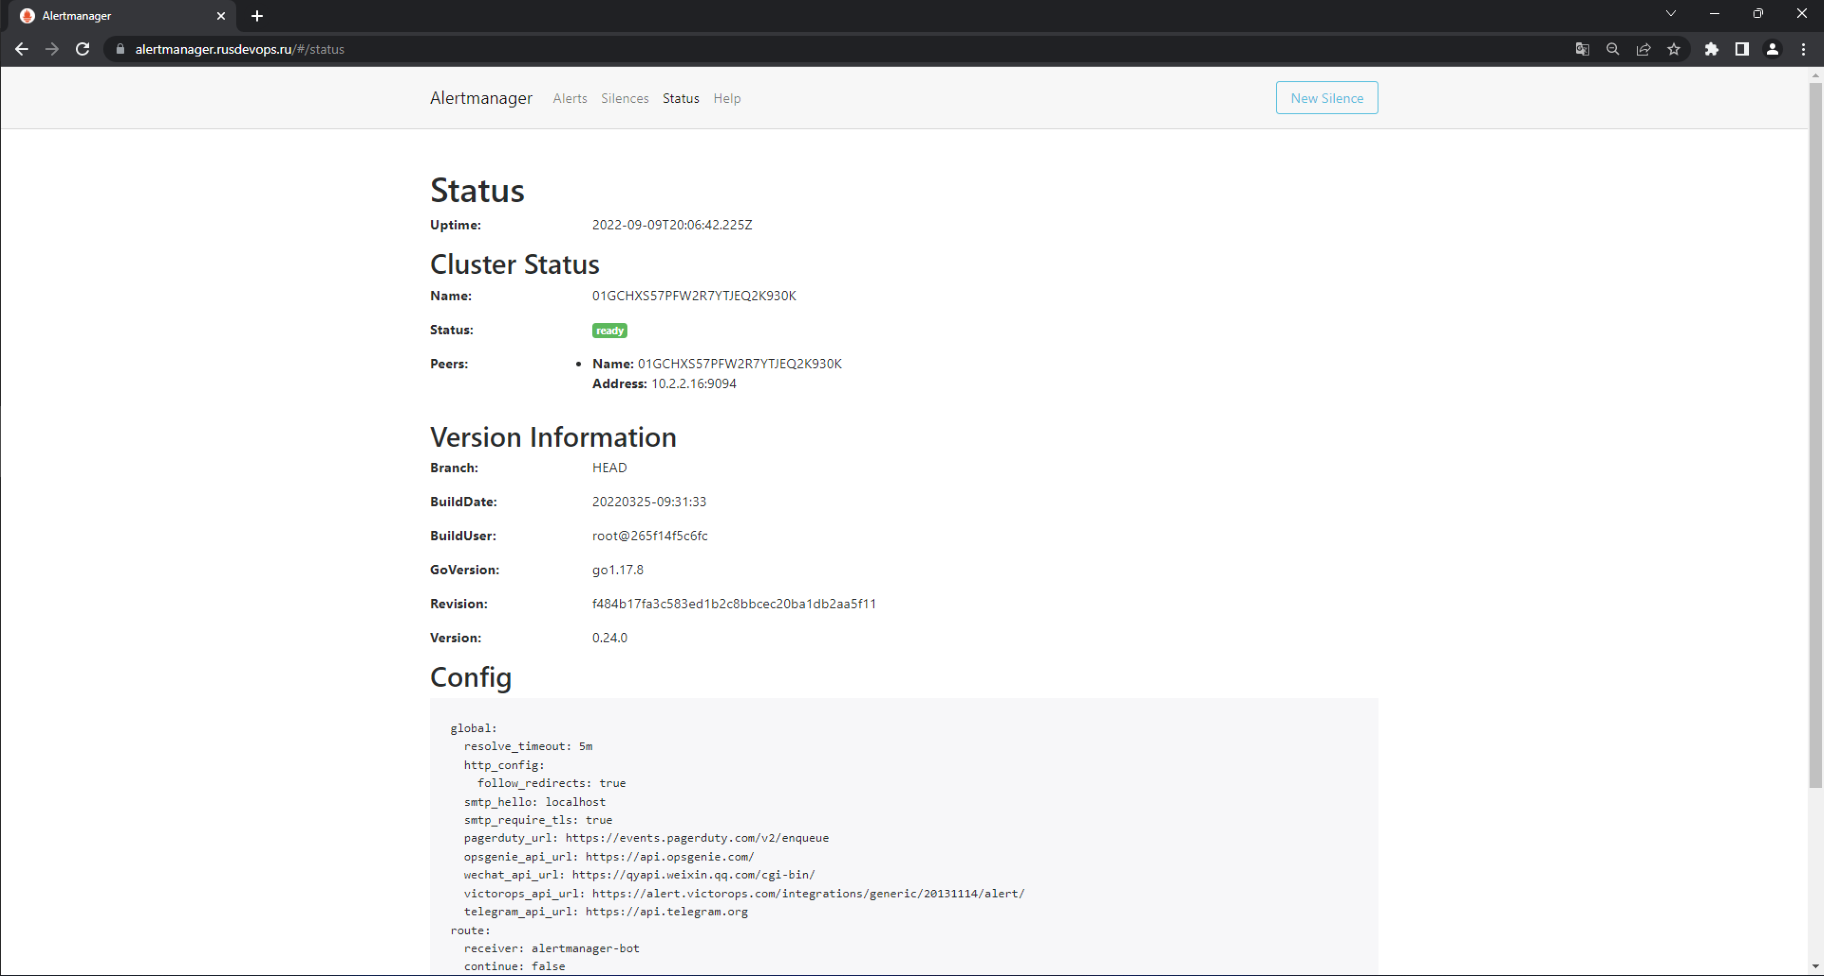 Alertmanager
alertmanager.rusdevops.ru/#/status
Alertmanager Alerts Silences Status Help New Silence
Status
Uptime: 2022-09-09T20:06:42.225Z
Cluster Status
Name: 01GCHXS57PFW2R7YTJEQ2K930K
Status: ready
Peers: • Name: 01GCHXS57PFW2R7YTJEQ2K930K
Address: 10.2.2.16:9094
Version Information
Branch: HEAD
BuildDate: 20220325-09:31:33
BuildUser: root@265f14f5c6fc
GoVersion: go1.17.8
Revision: f484b17fa3c583ed1b2c8bbcec20ba1db2aa5f11
Version: 0.24.0
Config
global:
resolve_timeout: 5m
http_config:
follow_redirects: true
smtp_hello: localhost
smtp_require_tls: true
pagerduty_url: https://events.pagerduty.com/v2/enqueue
opsgenie_api_url: https://api.opsgenie.com/
wechat_api_url: https://qyapi.weixin.qq.com/cgi-bin/
victorops_api_url: https://alert.victorops.com/integrations/generic/20131114/alert/
telegram_api_url: https://api.telegram.org
route:
receiver: alertmanager-bot
continue: false